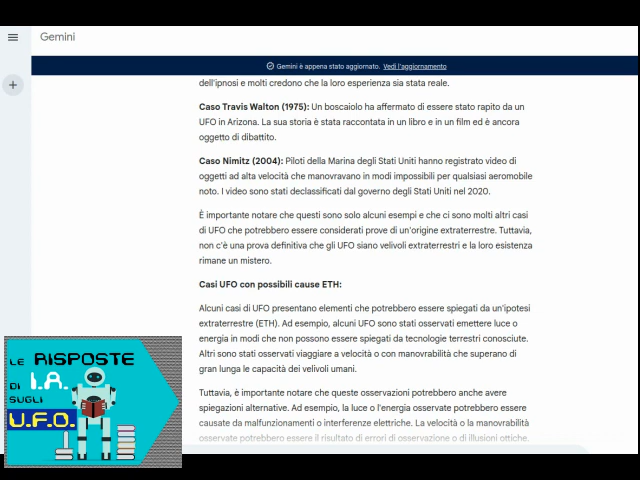 Gemini
Gemini è appena stato aggiornato. Vedi l'aggiornamento
dell'ipnosi e molti credono che la loro esperienza sia stata reale.
Caso Travis Walton (1975): Un boscaiolo ha affermato di essere stato rapito da un
UFO in Arizona. La sua storia è stata raccontata in un libro e in un film ed è ancora
oggetto di dibattito.
Caso Nimitz (2004): Piloti della Marina degli Stati Uniti hanno registrato video di
oggetti ad alta velocità che manovravano in modi impossibili per qualsiasi aeromobile
noto. I video sono stati declassificati dal governo degli Stati Uniti nel 2020.
È importante notare che questi sono solo alcuni esempi e che ci sono molti altri casi
di UFO che potrebbero essere considerati prove di un'origine extraterrestre. Tuttavia,
non c'è una prova definitiva che gli UFO siano velivoli extraterrestri e la loro esistenza
rimane un mistero.
Casi UFO con possibili cause ETH:
Alcuni casi di UFO presentano elementi che potrebbero essere spiegati da un'ipotesi
extraterrestre (ETH). Ad esempio, alcuni UFO sono stati osservati emettere luce o
energia in modi che non possono essere spiegati da tecnologie terrestri conosciute.
Altri sono stati osservati viaggiare a velocità o con manovrabilità che superano di
gran lunga le capacità dei velivoli umani.
Tuttavia, è importante notare che queste osservazioni potrebbero anche avere
spiegazioni alternative. Ad esempio, la luce o l'energia osservate potrebbero essere
causate da malfunzionamenti o interferenze elettriche. La velocità o la manovrabilità
osservate potrebbero essere il risultato di errori di osservazione o di illusioni ottiche.
LE RISPOSTE
DI I.A.
SUGLI
U.F.O.